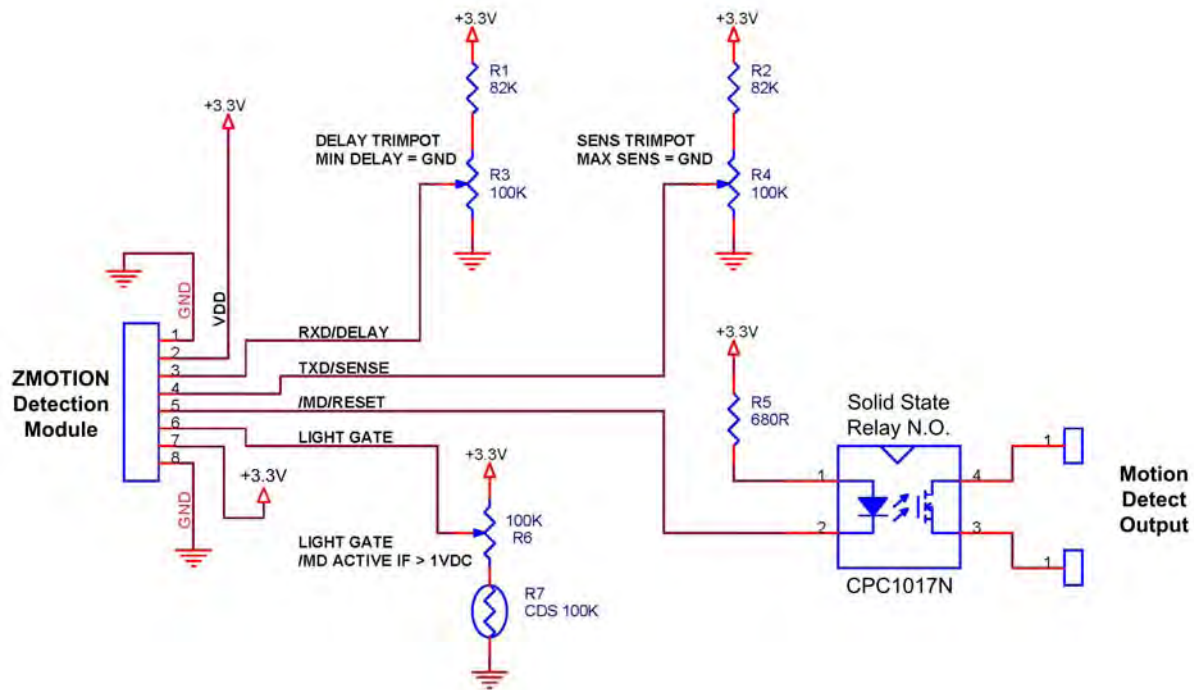 +3.3V
R1
82K
+3.3V
R2
82K
+3.3V
DELAY TRIMPOT
MIN DELAY = GND
R3
100K
SENS TRIMPOT
MAX SENS = GND
R4
100K
GND
VDD
ZMOTION
Detection
Module
1
2
3
4
5
6
7
8
RXD/DELAY
TXD/SENSE
/MD/RESET
LIGHT GATE
GND
+3.3V
+3.3V
100K
R6
LIGHT GATE
/MD ACTIVE IF > 1VDC
R7
CDS 100K
+3.3V
R5
680R
Solid State
Relay N.O.
1
2
4
3
CPC1017N
1
1
Motion
Detect
Output